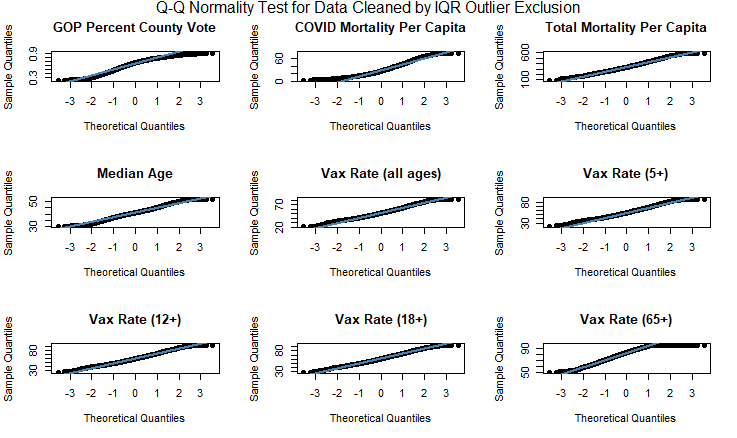 Q-Q Normality Test for Data Cleaned by IQR Outlier Exclusion
GOP Percent County Vote
Sample Quantiles
0.3 0.9
-3 -2 -1 0 1 2 3
Theoretical Quantiles
COVID Mortality Per Capita
Sample Quantiles
0 60
-3 -2 -1 0 1 2 3
Theoretical Quantiles
Total Mortality Per Capita
Sample Quantiles
100 600
-3 -2 -1 0 1 2 3
Theoretical Quantiles
Median Age
Sample Quantiles
30 50
-3 -2 -1 0 1 2 3
Theoretical Quantiles
Vax Rate (all ages)
Sample Quantiles
20 70
-3 -2 -1 0 1 2 3
Theoretical Quantiles
Vax Rate (5+)
Sample Quantiles
30 80
-3 -2 -1 0 1 2 3
Theoretical Quantiles
Vax Rate (12+)
Sample Quantiles
30 80
-3 -2 -1 0 1 2 3
Theoretical Quantiles
Vax Rate (18+)
Sample Quantiles
30 80
-3 -2 -1 0 1 2 3
Theoretical Quantiles
Vax Rate (65+)
Sample Quantiles
50 90
-3 -2 -1 0 1 2 3
Theoretical Quantiles